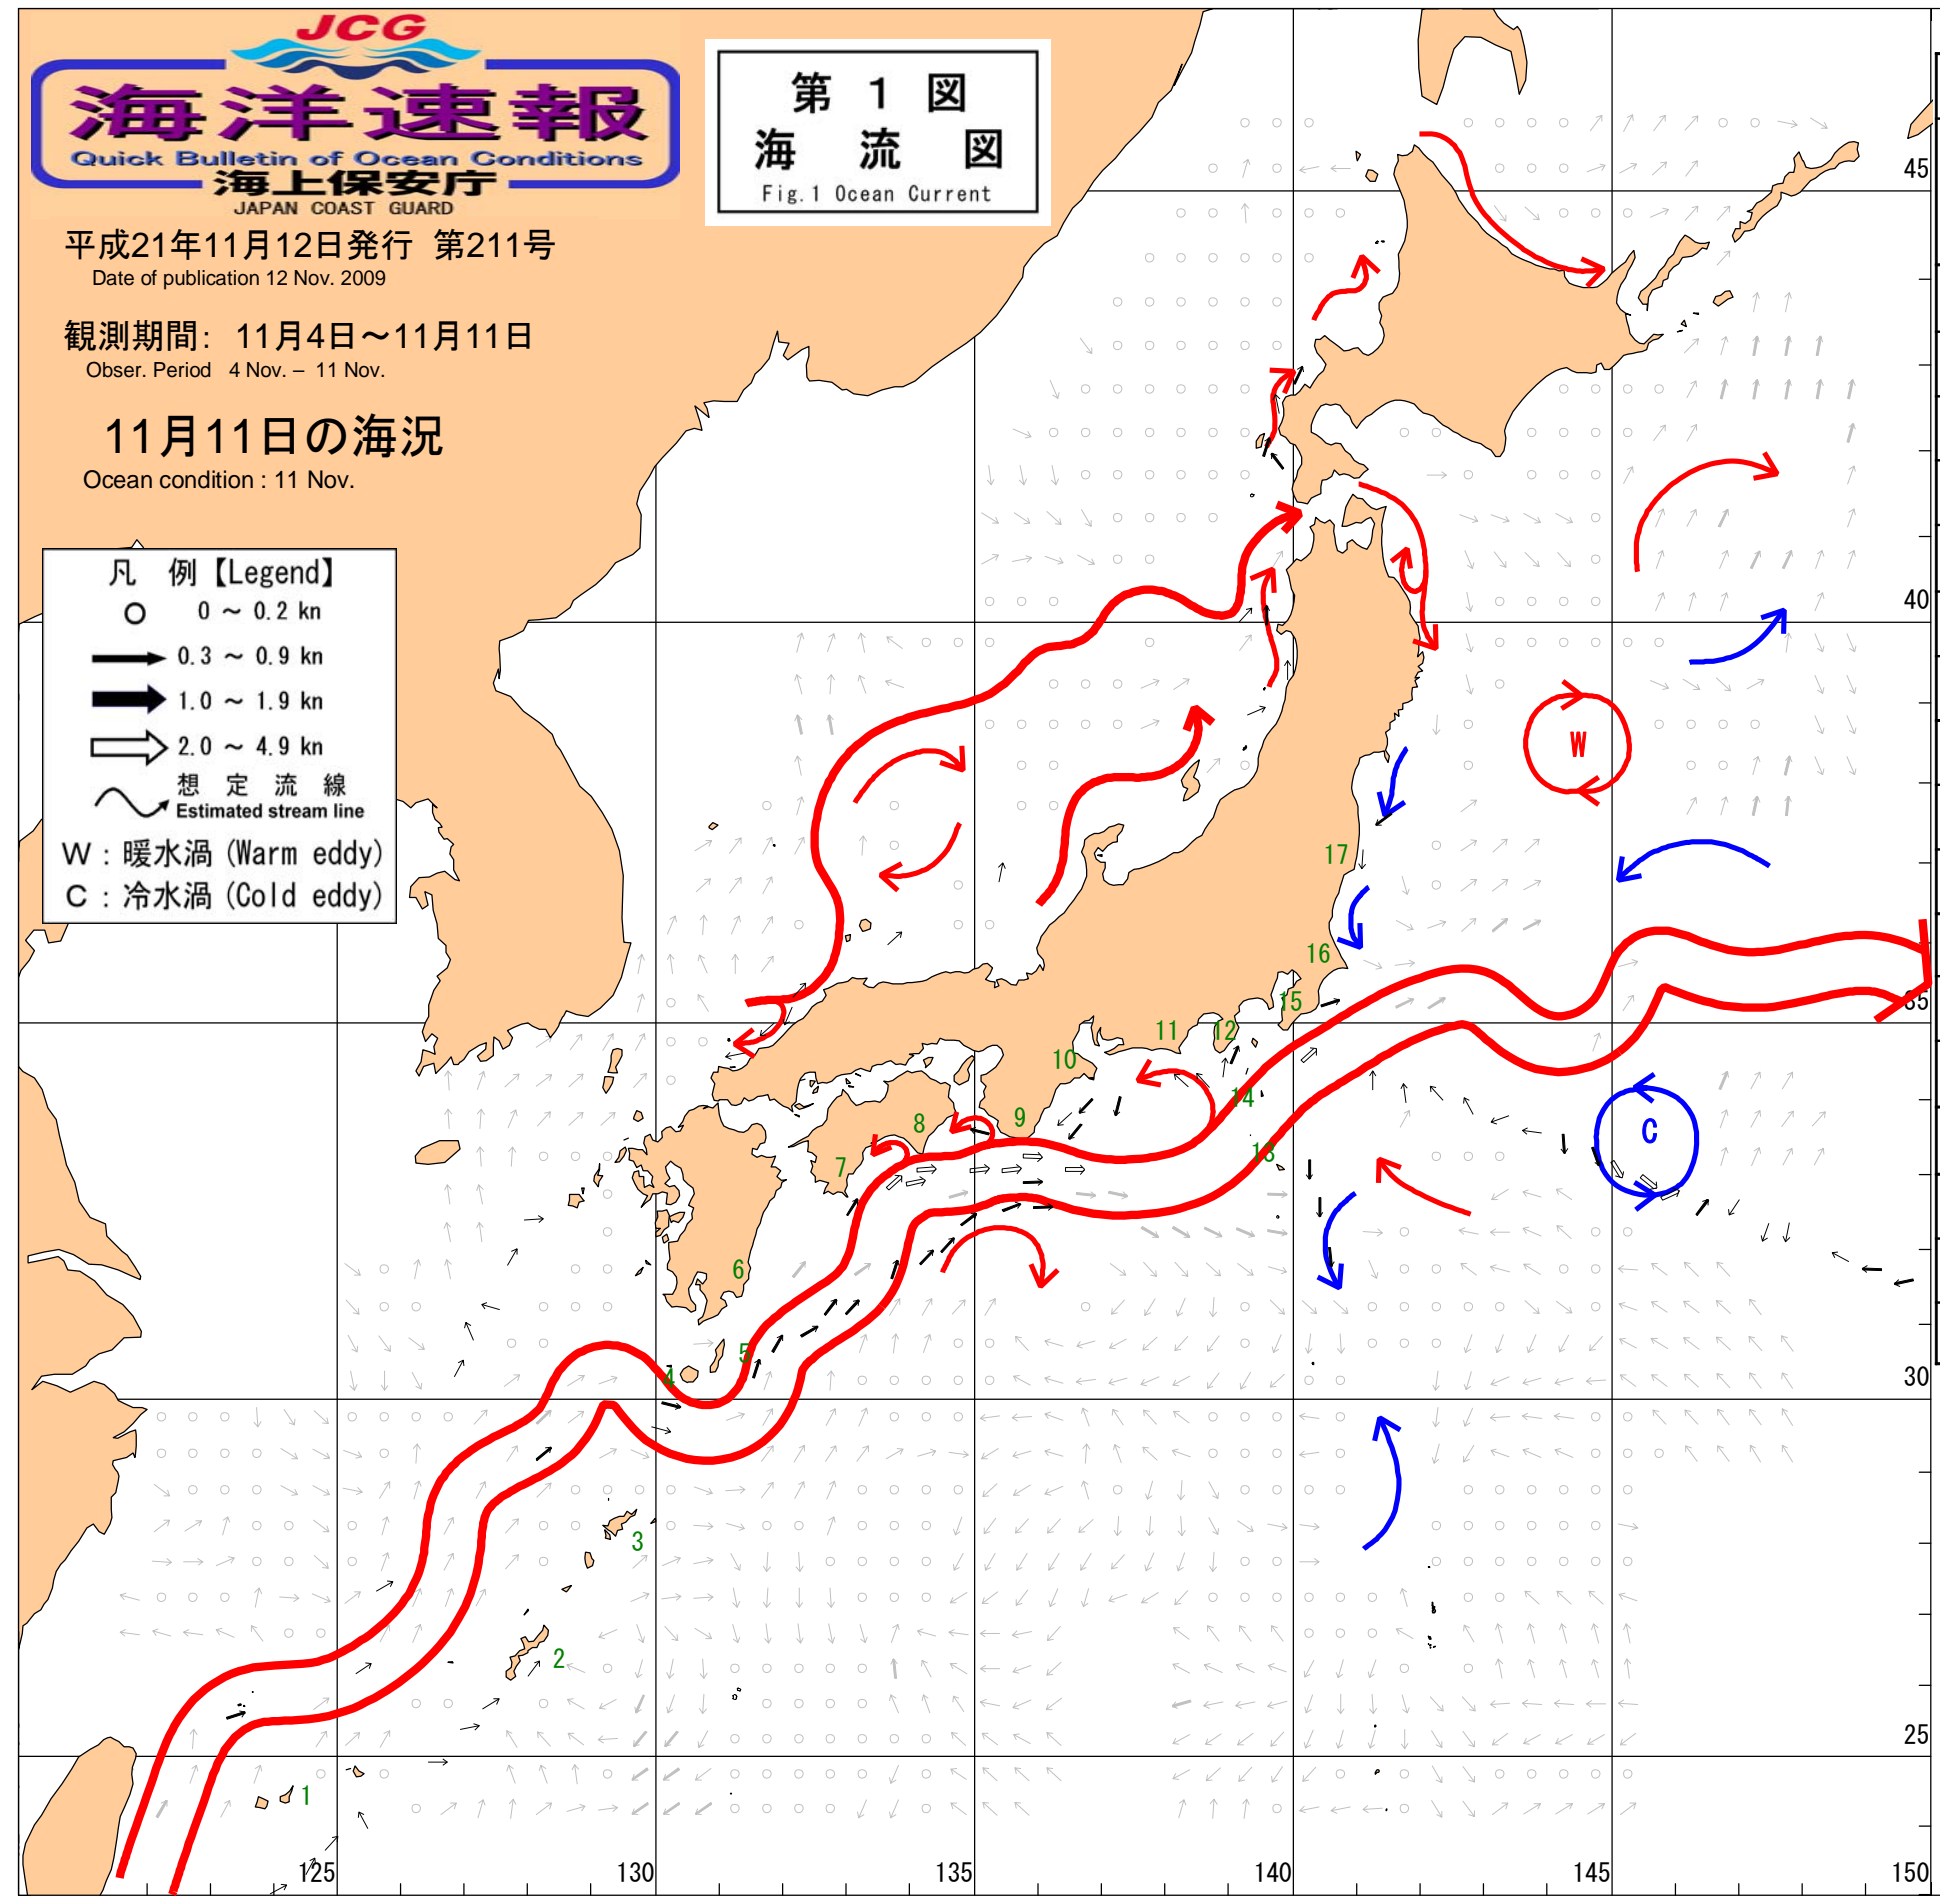 JCG
海洋速報
Quick Bulletin of Ocean Conditions
海上保安庁
JAPAN COAST GUARD
第 1 図
海 流 図
Fig.1 Ocean Current
平成21年11月12日発行 第211号
Date of publication 12 Nov. 2009
観測期間: 11月4日～11月11日
Obser. Period 4 Nov. – 11 Nov.
11月11日の海況
Ocean condition : 11 Nov.
凡 例【Legend】
0 ～ 0.2 kn
0.3 ～ 0.9 kn
1.0 ～ 1.9 kn
2.0 ～ 4.9 kn
想 定 流 線
Estimated stream line
W : 暖水渦 (Warm eddy)
C : 冷水渦 (Cold eddy)
45
40
W
17
16
35
15
12
11
10
14
C
9
8
13
7
6
5
4
30
3
2
25
1
125
130
135
140
145
150